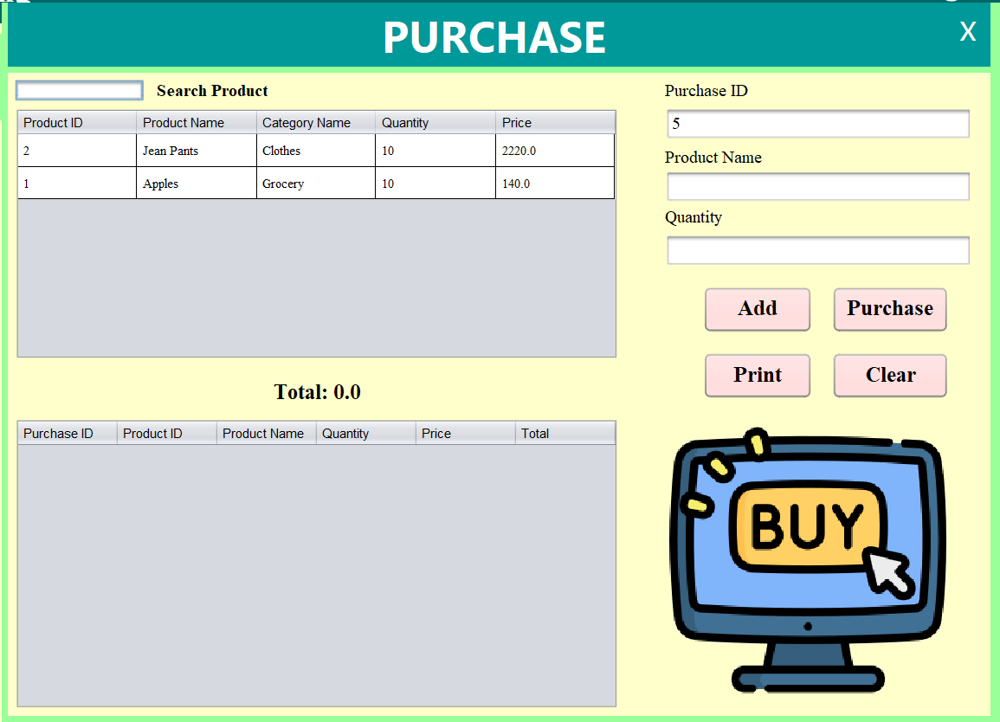 PURCHASE
X
Search Product
Product ID Product Name Category Name Quantity Price
2 Jean Pants Clothes 10 2220.0
1 Apples Grocery 10 140.0
Total: 0.0
Purchase ID Product ID Product Name Quantity Price Total
Purchase ID
5
Product Name
Quantity
Add Purchase
Print Clear
BUY